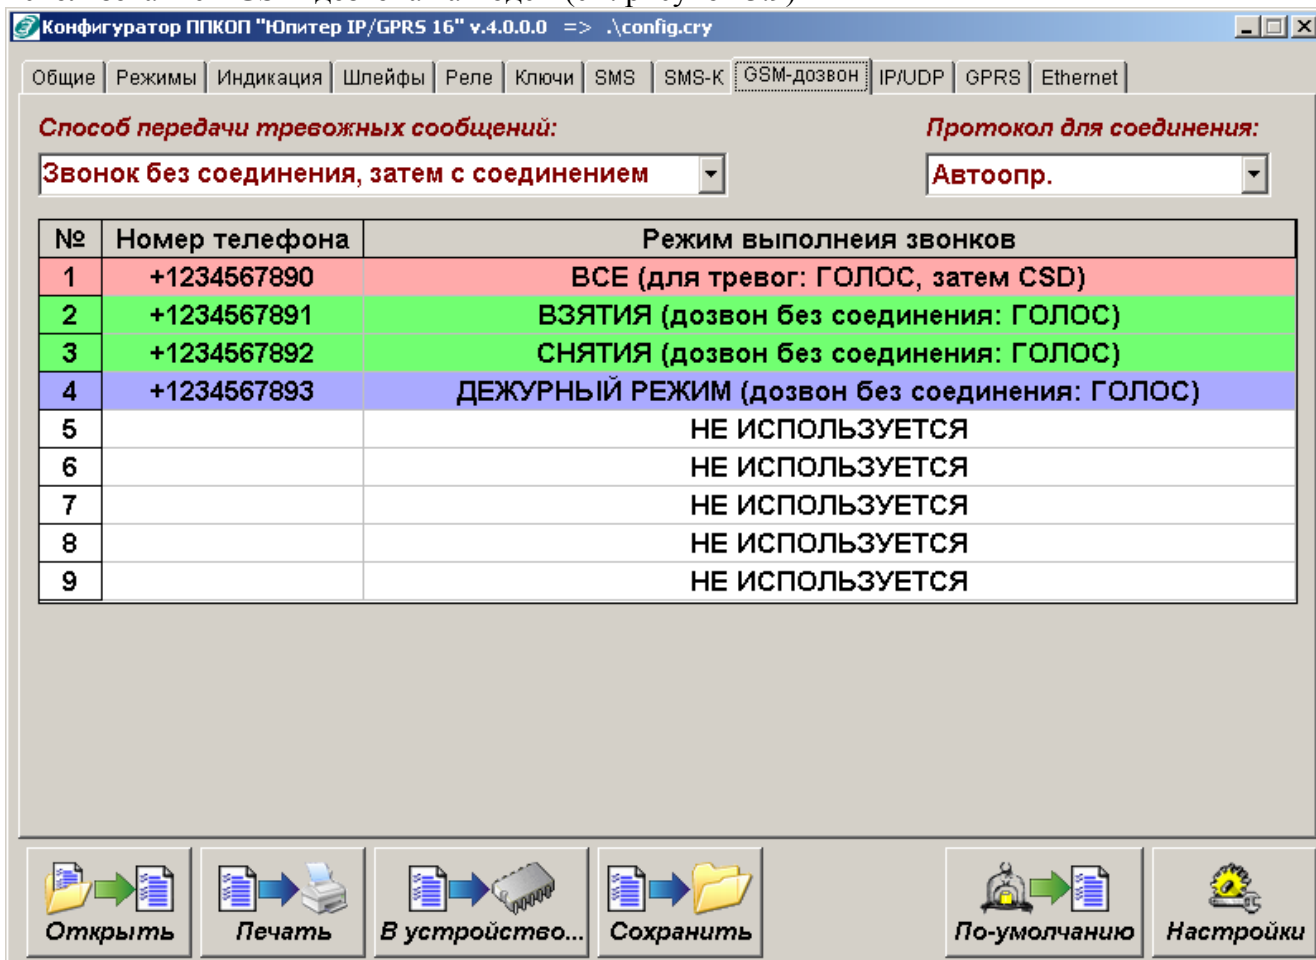 Конфигуратор ППКОП "Юпитер IP/GPRS 16" v.4.0.0.0 => .\config.cry
Общие Режимы Индикация Шлейфы Реле Ключи SMS SMS-K GSM-дозвон IP/UDP GPRS Ethernet
Способ передачи тревожных сообщений: Протокол для соединения:
Звонок без соединения, затем с соединением Автоопр.
№ Номер телефона Режим выполнеия звонков
1 +1234567890 ВСЕ (для тревог: ГОЛОС, затем CSD)
2 +1234567891 ВЗЯТИЯ (дозвон без соединения: ГОЛОС)
3 +1234567892 СНЯТИЯ (дозвон без соединения: ГОЛОС)
4 +1234567893 ДЕЖУРНЫЙ РЕЖИМ (дозвон без соединения: ГОЛОС)
5 НЕ ИСПОЛЬЗУЕТСЯ
6 НЕ ИСПОЛЬЗУЕТСЯ
7 НЕ ИСПОЛЬЗУЕТСЯ
8 НЕ ИСПОЛЬЗУЕТСЯ
9 НЕ ИСПОЛЬЗУЕТСЯ
Открыть Печать В устройство... Сохранить По-умолчанию Настройки